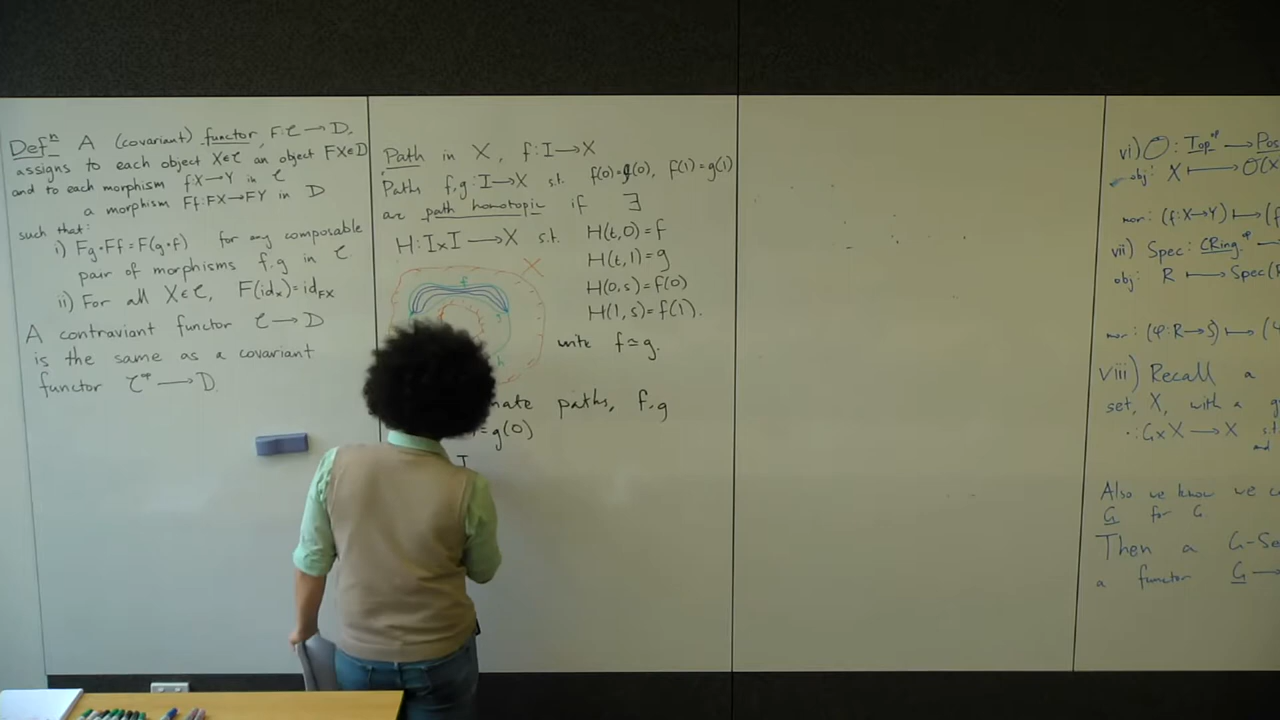 Defⁿ A (covariant) functor, F: C → D,
assigns to each object X∈C an object FX∈D
and to each morphism f:X→Y in C
a morphism Ff: FX→FY in D
such that:
i) Fg∘Ff = F(g∘f) for any composable
pair of morphisms f,g in C.
ii) For all X∈C, F(id_X) = id_FX
A contraviant functor C → D
is the same as a covariant
functor C^op → D.
Path in X, f: I→X
Paths f,g: I→X s.t. f(0)=g(0), f(1)=g(1)
are path homotopic if ∃
H: I×I → X s.t. H(t,0) = f
H(t,1) = g
H(0,s) = f(0)
H(1,s) = f(1).
X
f
write f≃g.
nate paths, f,g
=g(0)
I
vi) O: Top^op → Pos
obj: X ↦ O(X
mor: (f:X→Y) ↦ (f
vii) Spec: CRing^op
obj: R ↦ Spec(R
mor: (φ:R→S) ↦ (φ
viii) Recall a
set, X, with a g
·: G×X → X s.t.
and
Also we know we c
G for G
Then a G-Se
a functor G →